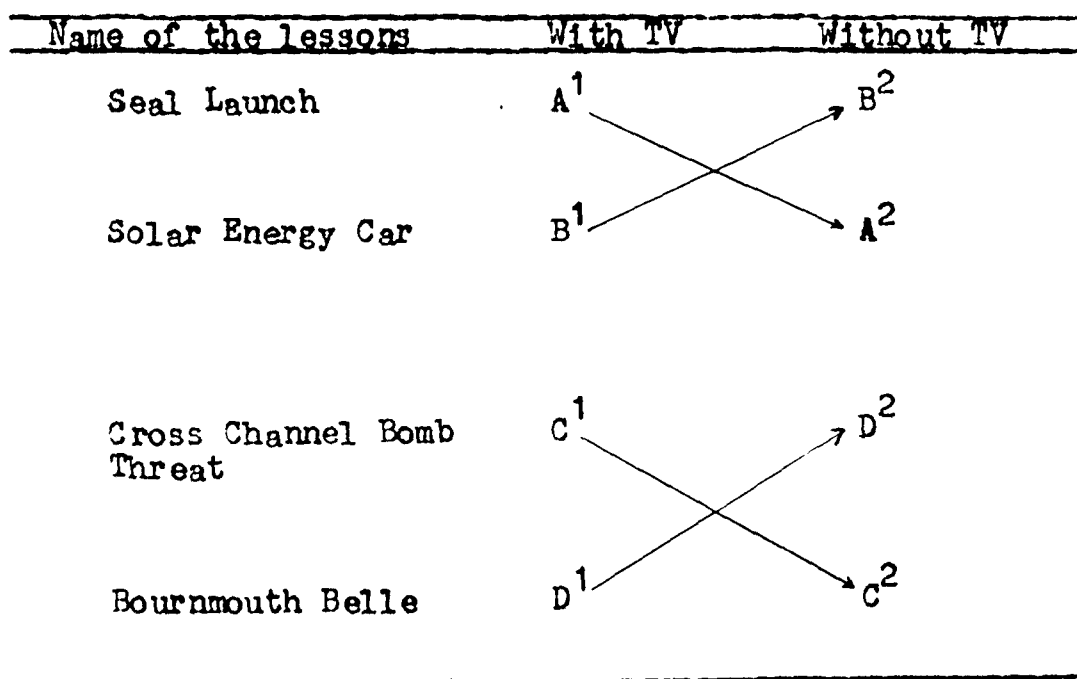 Name of the lessons With TV Without TV
Seal Launch A¹ B²
Solar Energy Car B¹ A²
Cross Channel Bomb C¹ D²
Threat
Bournmouth Belle D¹ C²